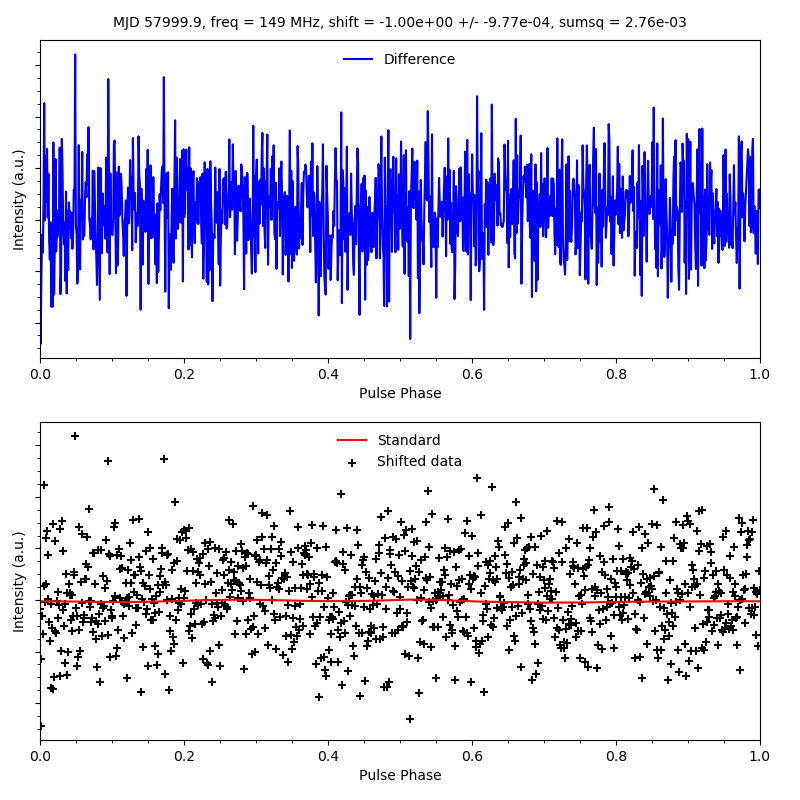 MJD 57999.9, freq = 149 MHz, shift = -1.00e+00 +/- -9.77e-04, sumsq = 2.76e-03
Difference
Intensity (a.u.)
0.0 0.2 0.4 0.6 0.8 1.0
Pulse Phase
Standard
Shifted data
Intensity (a.u.)
0.0 0.2 0.4 0.6 0.8 1.0
Pulse Phase